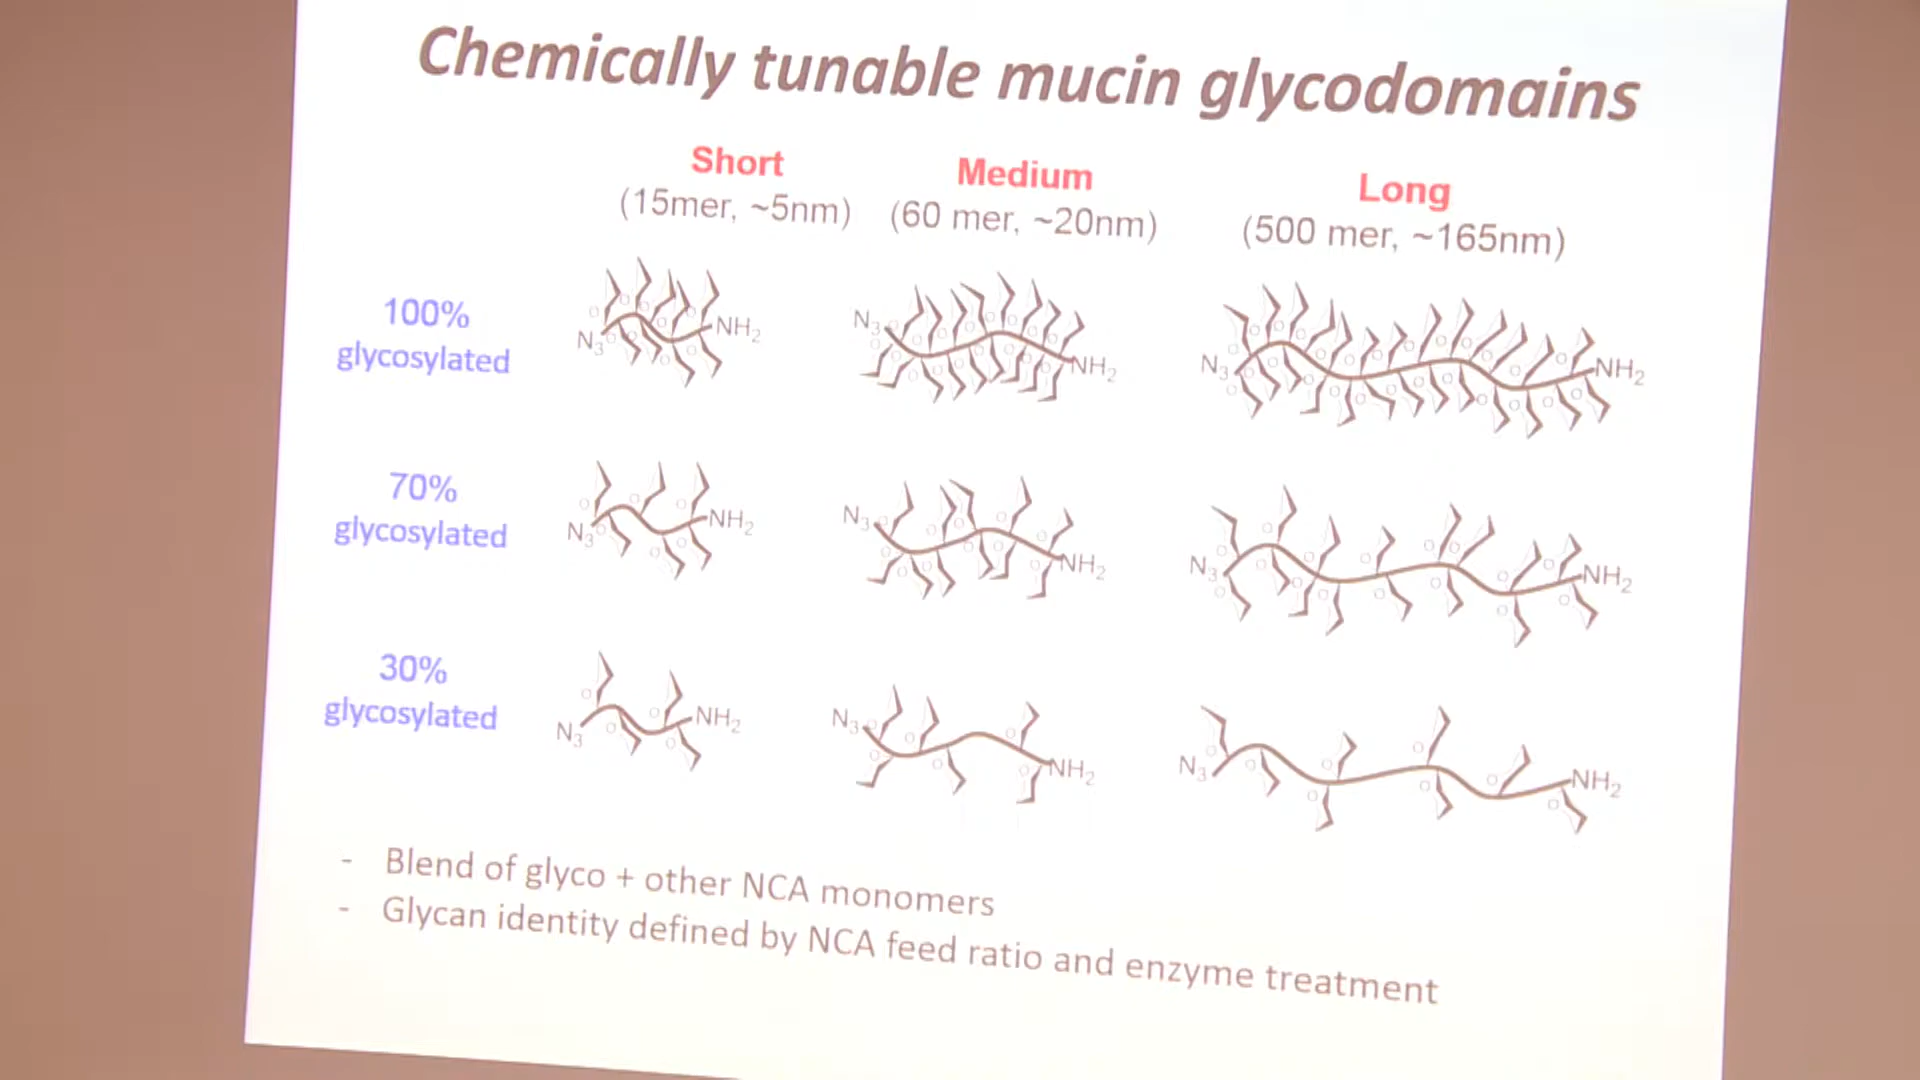 Chemically tunable mucin glycodomains
Short
Medium
Long
(15mer, ~5nm)
(60 mer, ~20nm)
(500 mer, ~165nm)
100%
glycosylated
N3
NH2
N3
NH2
N3
NH2
70%
glycosylated
N3
NH2
N3
NH2
N3
NH2
30%
glycosylated
N3
NH2
N3
NH2
N3
NH2
- Blend of glyco + other NCA monomers
- Glycan identity defined by NCA feed ratio and enzyme treatment